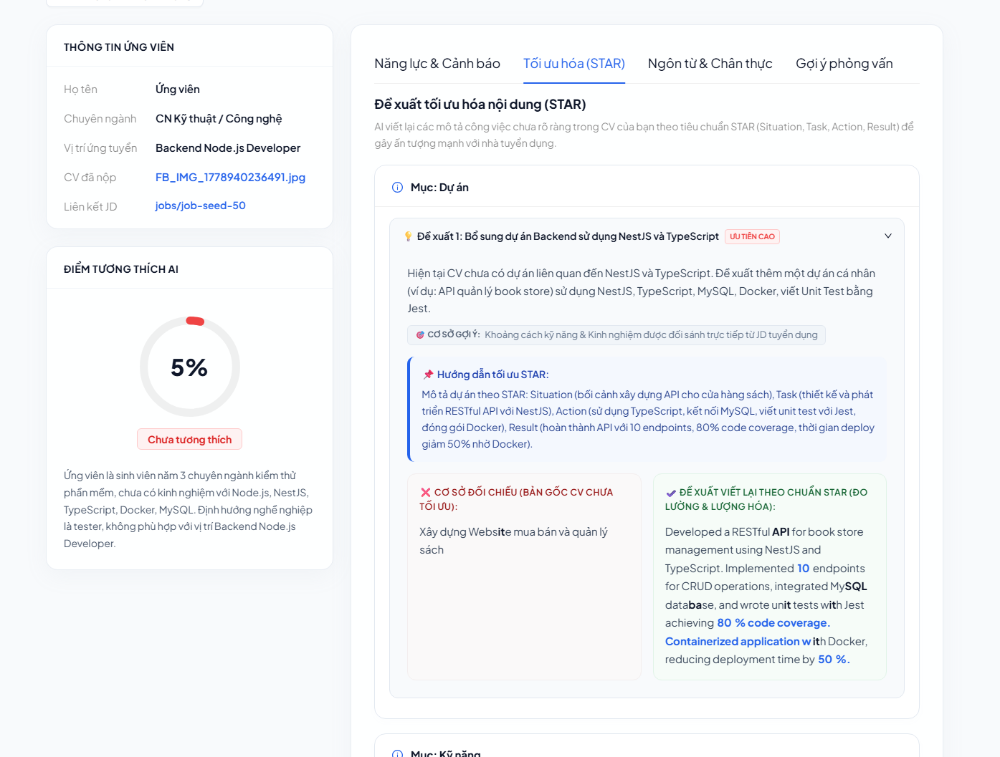 THÔNG TIN ỨNG VIÊN
Họ tên
Ứng viên
Chuyên ngành
CN Kỹ thuật / Công nghệ
Vị trí ứng tuyển
Backend Node.js Developer
CV đã nộp
FB_IMG_1778940236491.jpg
Liên kết JD
jobs/job-seed-50
ĐIỂM TƯƠNG THÍCH AI
5%
Chưa tương thích
Ứng viên là sinh viên năm 3 chuyên ngành kiểm thử
phần mềm, chưa có kinh nghiệm với Node.js, NestJS,
TypeScript, Docker, MySQL. Định hướng nghề nghiệp
là tester, không phù hợp với vị trí Backend Node.js
Developer.
Năng lực & Cảnh báo
Tối ưu hóa (STAR)
Ngôn từ & Chân thực
Gợi ý phỏng vấn
Đề xuất tối ưu hóa nội dung (STAR)
AI viết lại các mô tả công việc chưa rõ ràng trong CV của bạn theo tiêu chuẩn STAR (Situation, Task, Action, Result) để
gây ấn tượng mạnh với nhà tuyển dụng.
Mục: Dự án
Đề xuất 1: Bổ sung dự án Backend sử dụng NestJS và TypeScript
ƯU TIÊN CAO
Hiện tại CV chưa có dự án liên quan đến NestJS và TypeScript. Đề xuất thêm một dự án cá nhân
(ví dụ: API quản lý book store) sử dụng NestJS, TypeScript, MySQL, Docker, viết Unit Test bằng
Jest.
CƠ SỞ GỢI Ý: Khoảng cách kỹ năng & Kinh nghiệm được đối sánh trực tiếp từ JD tuyển dụng
Hướng dẫn tối ưu STAR:
Mô tả dự án theo STAR: Situation (bối cảnh xây dựng API cho cửa hàng sách), Task (thiết kế và phát
triển RESTful API với NestJS), Action (sử dụng TypeScript, kết nối MySQL, viết unit test với Jest,
đóng gói Docker), Result (hoàn thành API với 10 endpoints, 80% code coverage, thời gian deploy
giảm 50% nhờ Docker).
CƠ SỞ ĐỐI CHIẾU (BẢN GỐC CV CHƯA
TỐI ƯU):
Xây dựng Website mua bán và quản lý
sách
ĐỀ XUẤT VIẾT LẠI THEO CHUẨN STAR (ĐO
LƯỜNG & LƯỢNG HÓA):
Developed a RESTful API for book store
management using NestJS and
TypeScript. Implemented 10 endpoints
for CRUD operations, integrated MySQL
database, and wrote unit tests with Jest
achieving 80 % code coverage.
Containerized application with Docker,
reducing deployment time by 50 %.
Mục: Kỹ năng